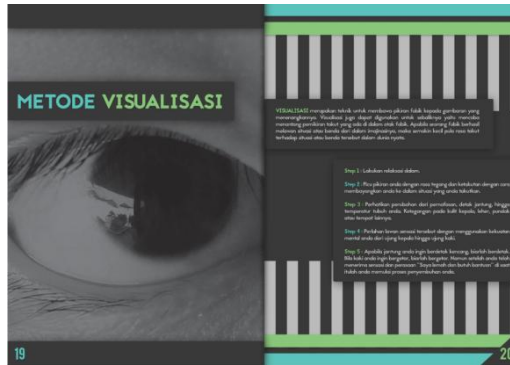 METODE VISUALISASI
VISUALISASI merupakan teknik untuk membawa pikiran fobik kepada gambaran yang
menenangkannya. Visualisasi juga dapat digunakan untuk sebaliknya yaitu mencoba
menantang pemikiran takut yang ada di dalam otak fobik. Apabila seorang fobik berhasil
melawan situasi atau benda dari dalam imajinasinya, maka semakin kecil pula rasa takut
terhadap situasi atau benda tersebut dalam dunia nyata.
Step 1 : Lakukan relaksasi dalam.
Step 2 : Picu pikiran anda dengan rasa tegang dan ketakutan dengan cara
membayangkan anda ke dalam situasi yang anda takutkan.
Step 3 : Perhatikan perubahan dari pernafasan, detak jantung, hingga
temperatur tubuh anda. Ketegangan pada kulit kepala, leher, pundak
atau tempat lainnya.
Step 4 : Perlahan lawan sensasi tersebut dengan menggunakan kekuatan
mental anda dari ujung kepala hingga ujung kaki.
Step 5 : Apabila jantung anda ingin berdetak kencang, biarlah berdetak.
Bila kaki anda ingin bergetar, biarlah bergetar. Namun setelah anda telah
menerima sensasi dan perasaan "Saya lemah dan butuh bantuan" di saat
itulah anda memulai proses penyembuhan anda.
19